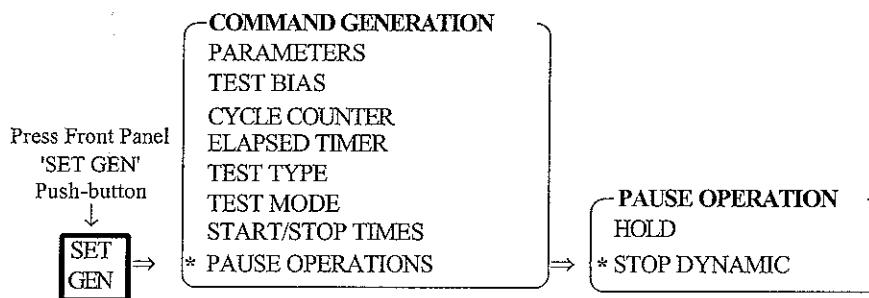 Press Front Panel
'SET GEN'
Push-button
↓
SET
GEN
⇒
COMMAND GENERATION
PARAMETERS
TEST BIAS
CYCLE COUNTER
ELAPSED TIMER
TEST TYPE
TEST MODE
START/STOP TIMES
* PAUSE OPERATIONS
⇒
PAUSE OPERATION
HOLD
* STOP DYNAMIC